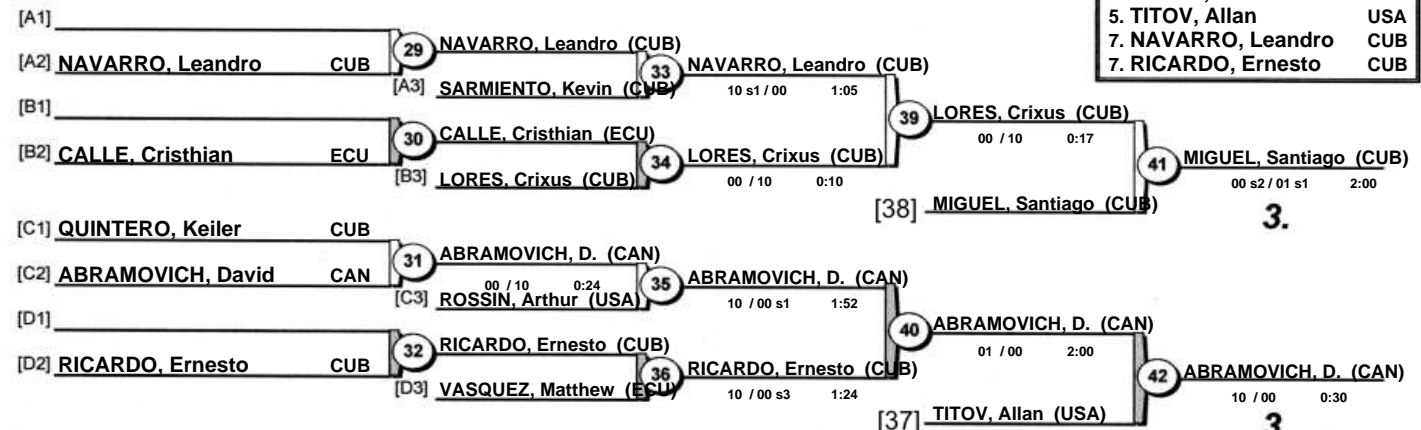 [A1]
[A2] NAVARRO, Leandro CUB
29
NAVARRO, Leandro (CUB)
[A3] SARMIENTO, Kevin (CUB)
33
NAVARRO, Leandro (CUB)
10 s1 / 00 1:05
[B1]
[B2] CALLE, Cristhian ECU
30
CALLE, Cristhian (ECU)
[B3] LORES, Crixus (CUB)
34
LORES, Crixus (CUB)
00 / 10 0:10
39
LORES, Crixus (CUB)
00 / 10 0:17
[38] MIGUEL, Santiago (CUB)
41
MIGUEL, Santiago (CUB)
00 s2 / 01 s1 2:00
3.
[C1] QUINTERO, Keiler CUB
[C2] ABRAMOVICH, David CAN
31
ABRAMOVICH, D. (CAN)
00 / 10 0:24
[C3] ROSSIN, Arthur (USA)
35
ABRAMOVICH, D. (CAN)
10 / 00 s1 1:52
[D1]
[D2] RICARDO, Ernesto CUB
32
RICARDO, Ernesto (CUB)
[D3] VASQUEZ, Matthew (ECU)
36
RICARDO, Ernesto (CUB)
10 / 00 s3 1:24
40
ABRAMOVICH, D. (CAN)
01 / 00 2:00
[37] TITOV, Allan (USA)
42
ABRAMOVICH, D. (CAN)
10 / 00 0:30
3.
5. TITOV, Allan USA
7. NAVARRO, Leandro CUB
7. RICARDO, Ernesto CUB